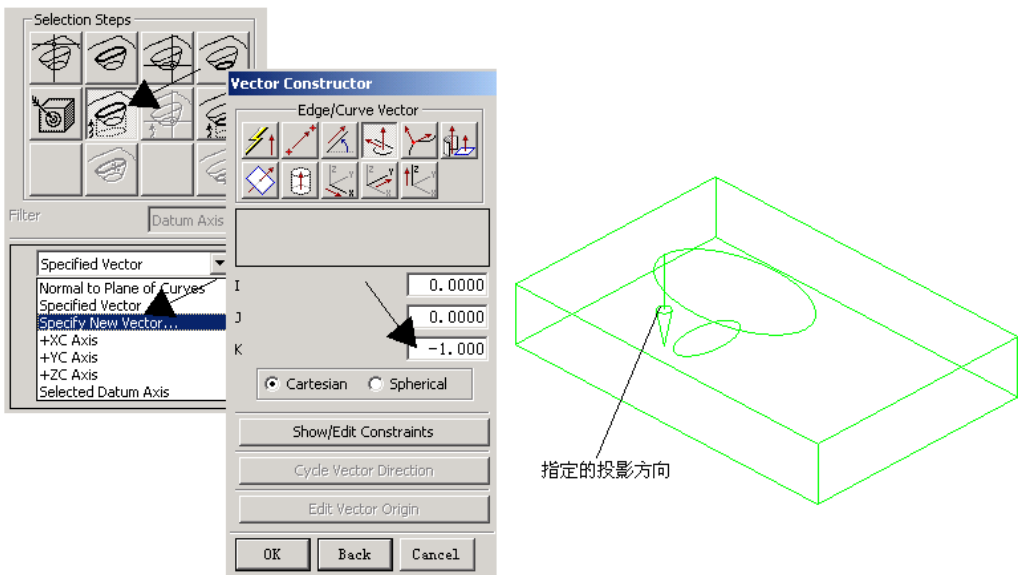 Selection Steps
Filter
Datum Axis
Specified Vector
Normal to Plane of Curves
Specified Vector
Specify New Vector...
+XC Axis
+YC Axis
+ZC Axis
Selected Datum Axis
Vector Constructor
Edge/Curve Vector
I 0.0000
J 0.0000
K -1.000
Cartesian Spherical
Show/Edit Constraints
Cycle Vector Direction
Edit Vector Origin
OK Back Cancel
指定的投影方向